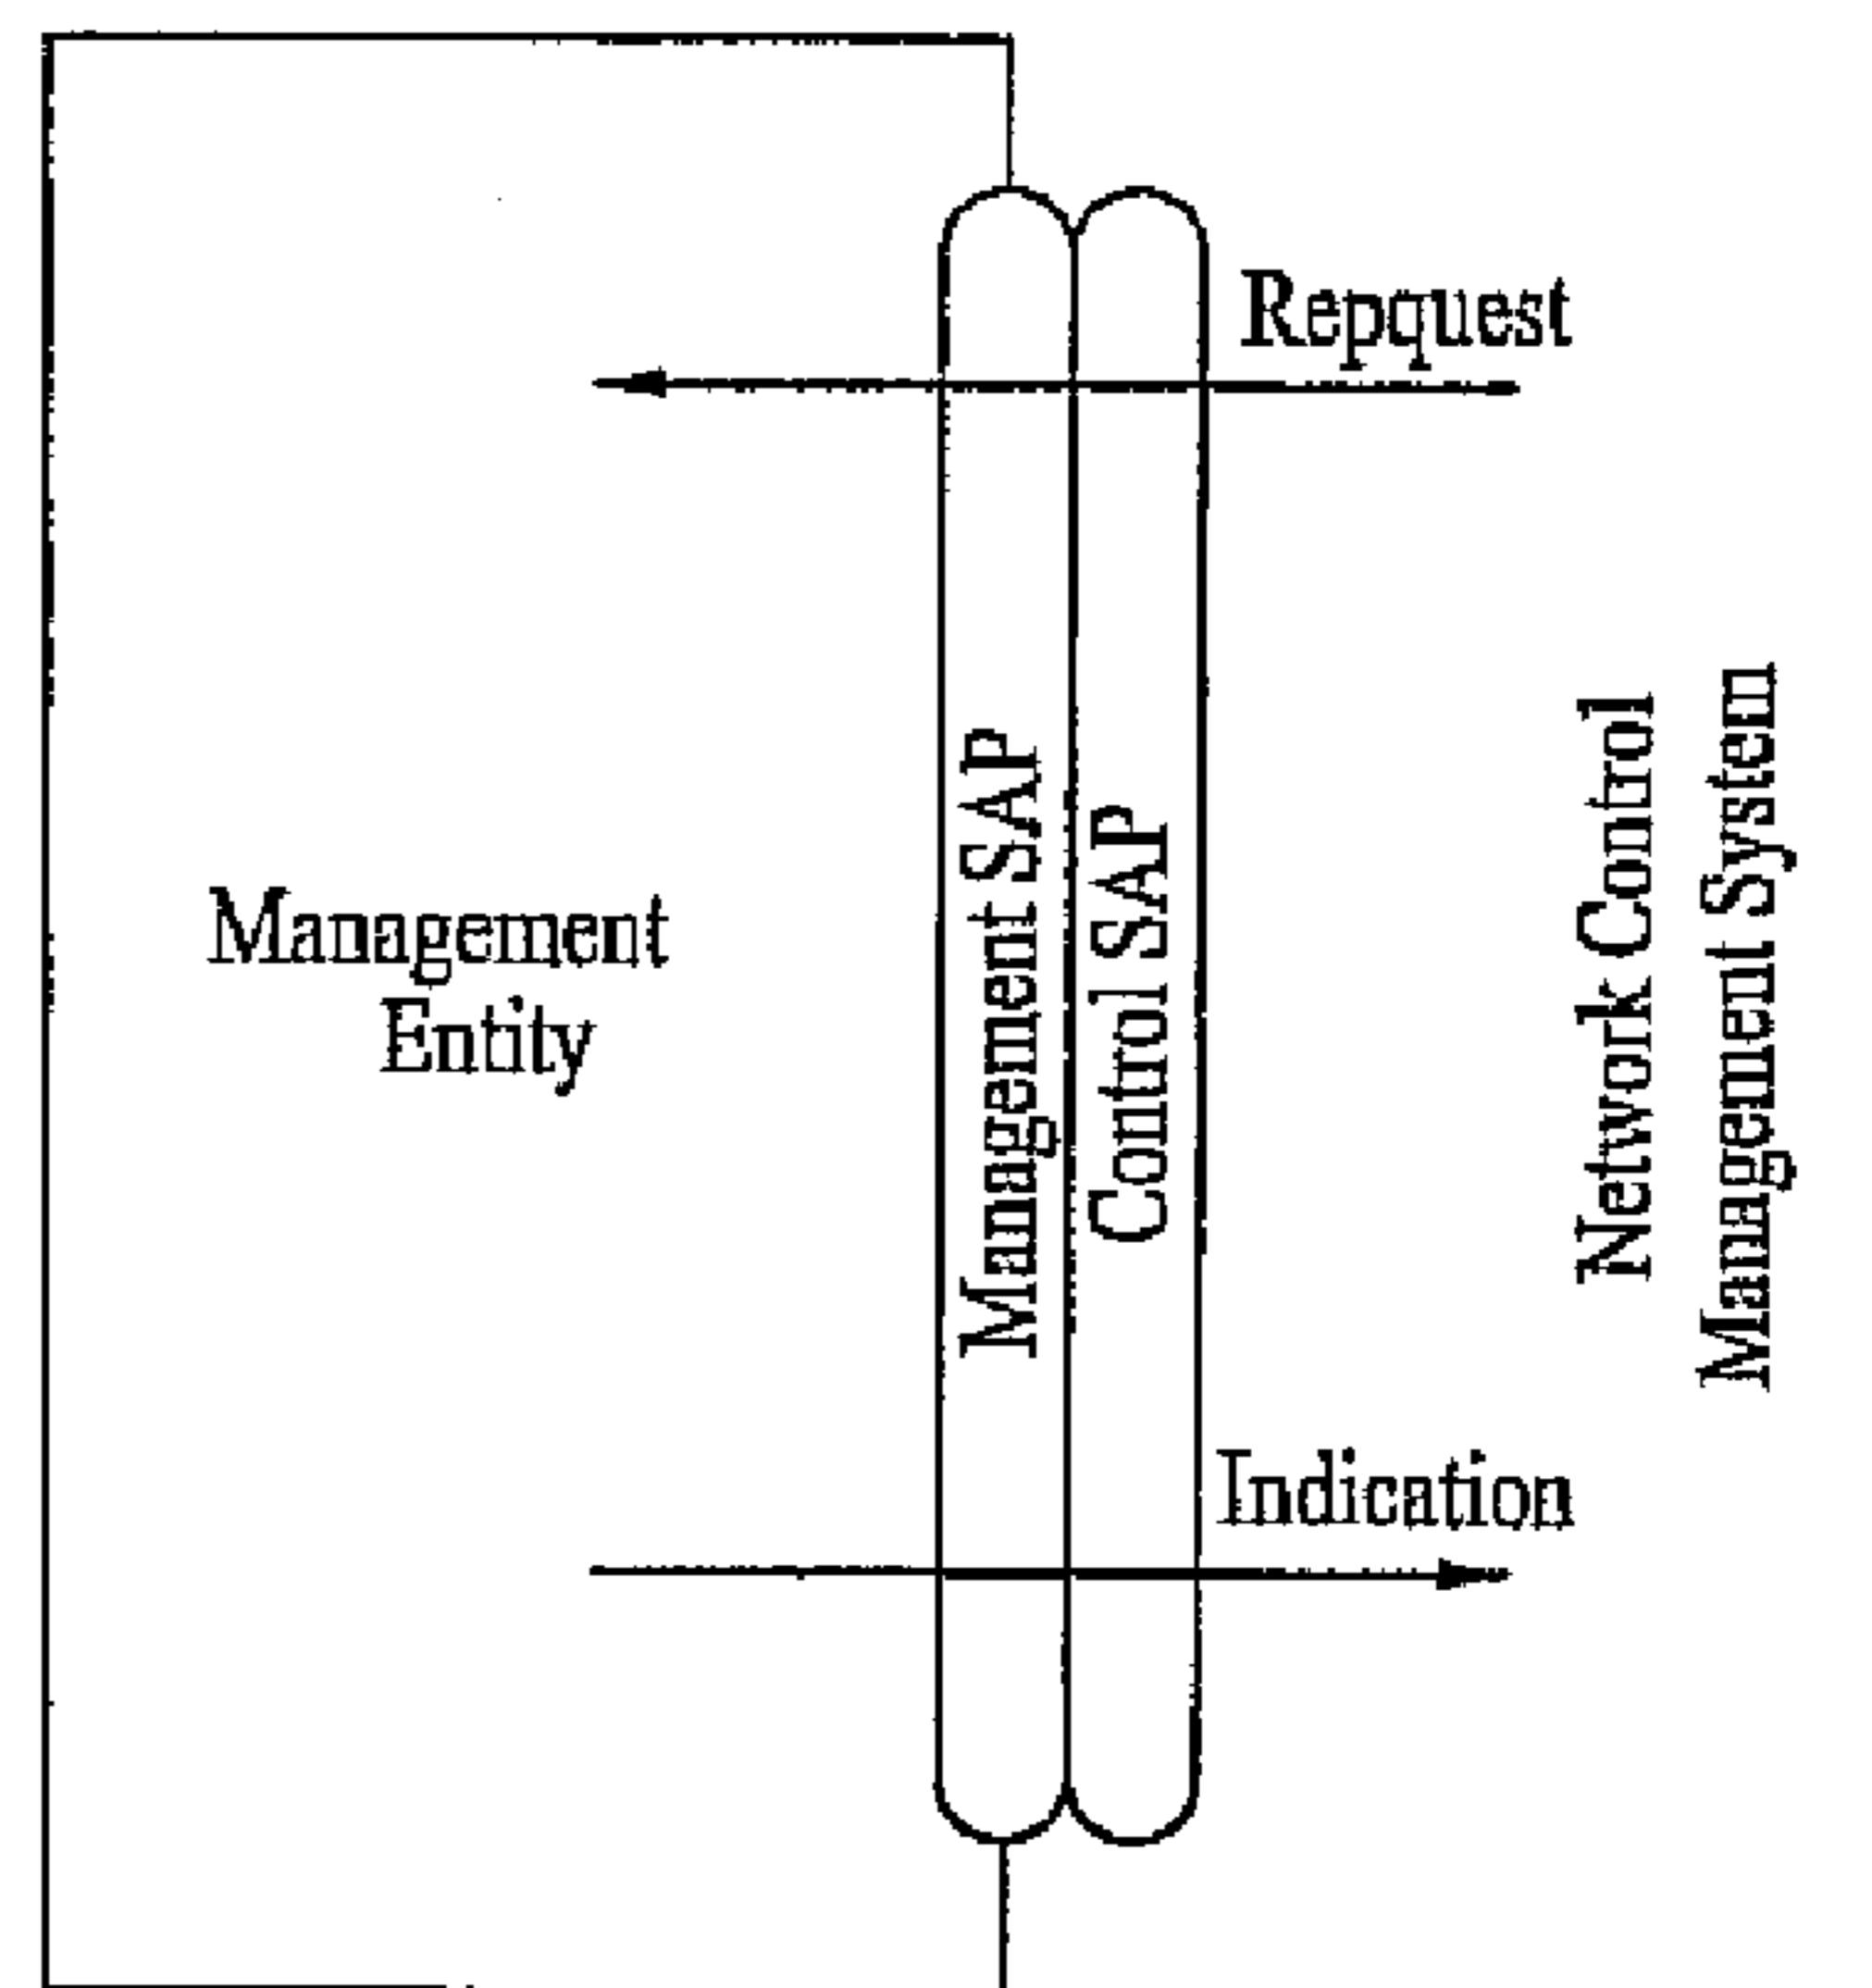 Repquest
Management
Entity
Management SAP
Control SAP
Network Control
Management System
Indication